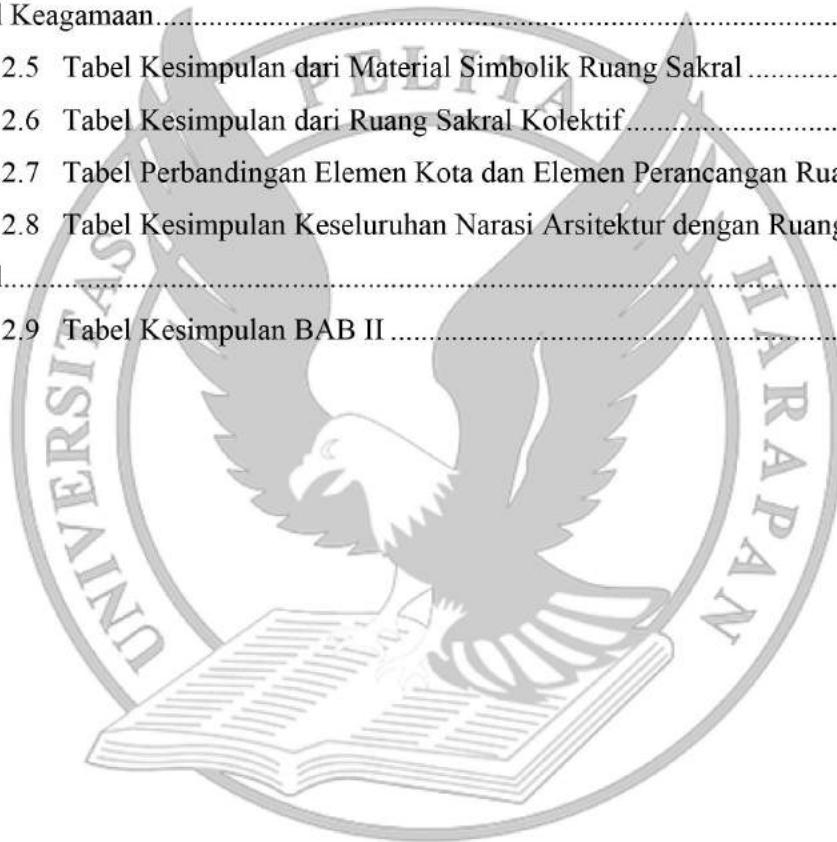 Keagamaan........................................................................
2.5 Tabel Kesimpulan dari Material Simbolik Ruang Sakral ............
2.6 Tabel Kesimpulan dari Ruang Sakral Kolektif........................
2.7 Tabel Perbandingan Elemen Kota dan Elemen Perancangan
2.8 Tabel Kesimpulan Keseluruhan Narasi Arsitektur dengan Ruang
2.9 Tabel Kesimpulan BAB II ............................................
UNIVERSITAS PELITA HARAPAN